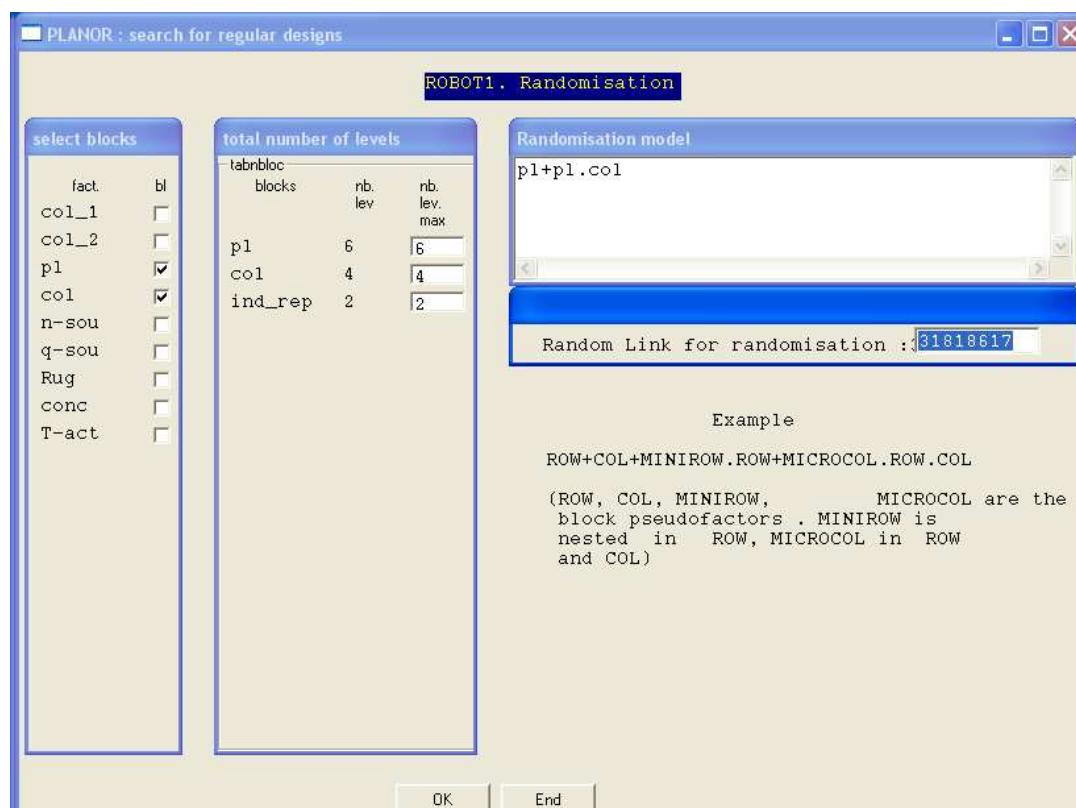 PLANOR : search for regular designs
ROBOT1. Randomisation
select blocks
fact. bl
col_1
col_2
pl
col
n-sou
q-sou
Rug
conc
T-act
total number of levels
tabnbloc
blocks nb. lev nb. lev. max
pl 6 6
col 4 4
ind_rep 2 2
Randomisation model
pl+pl.col
Random Link for randomisation : 31818617
Example
ROW+COL+MINIROW.ROW+MICROCOL.ROW.COL
(ROW, COL, MINIROW, MICROCOL are the
block pseudofactors . MINIROW is
nested in ROW, MICROCOL in ROW
and COL)
OK End